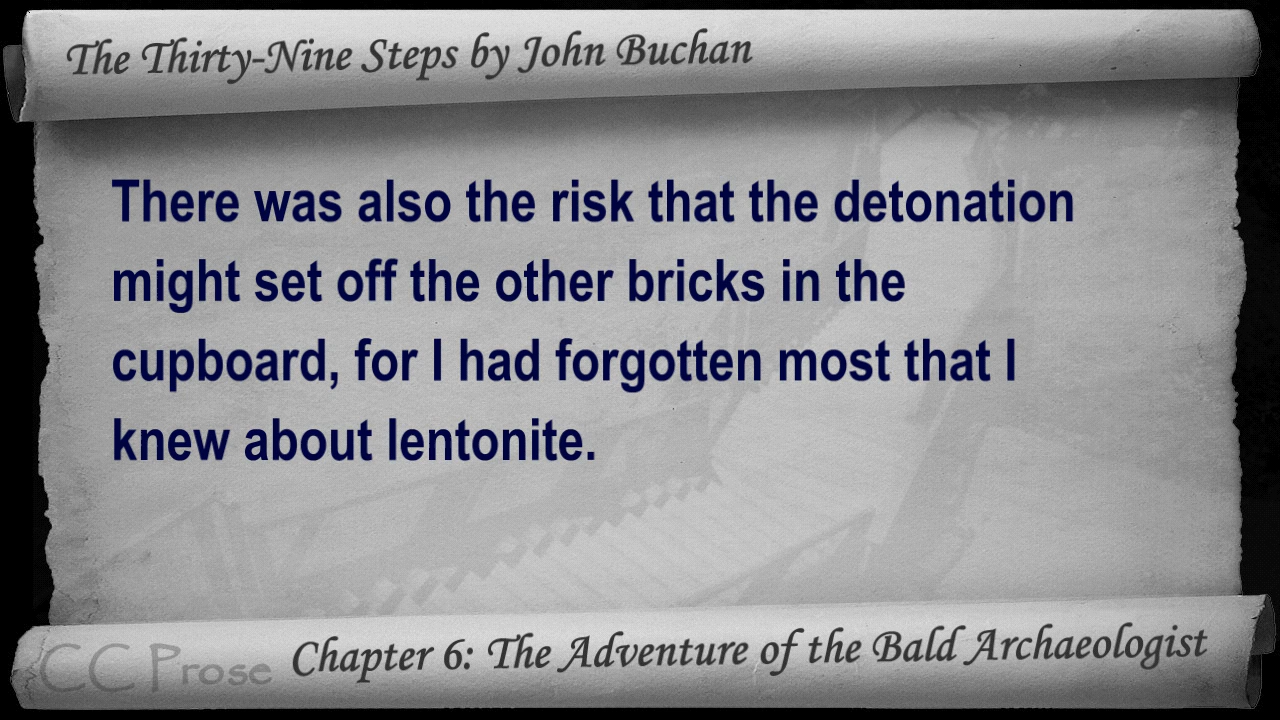 The Thirty-Nine Steps by John Buchan
There was also the risk that the detonation
might set off the other bricks in the
cupboard, for I had forgotten most that I
knew about lentonite.
CC Prose
Chapter 6: The Adventure of the Bald Archaeologist